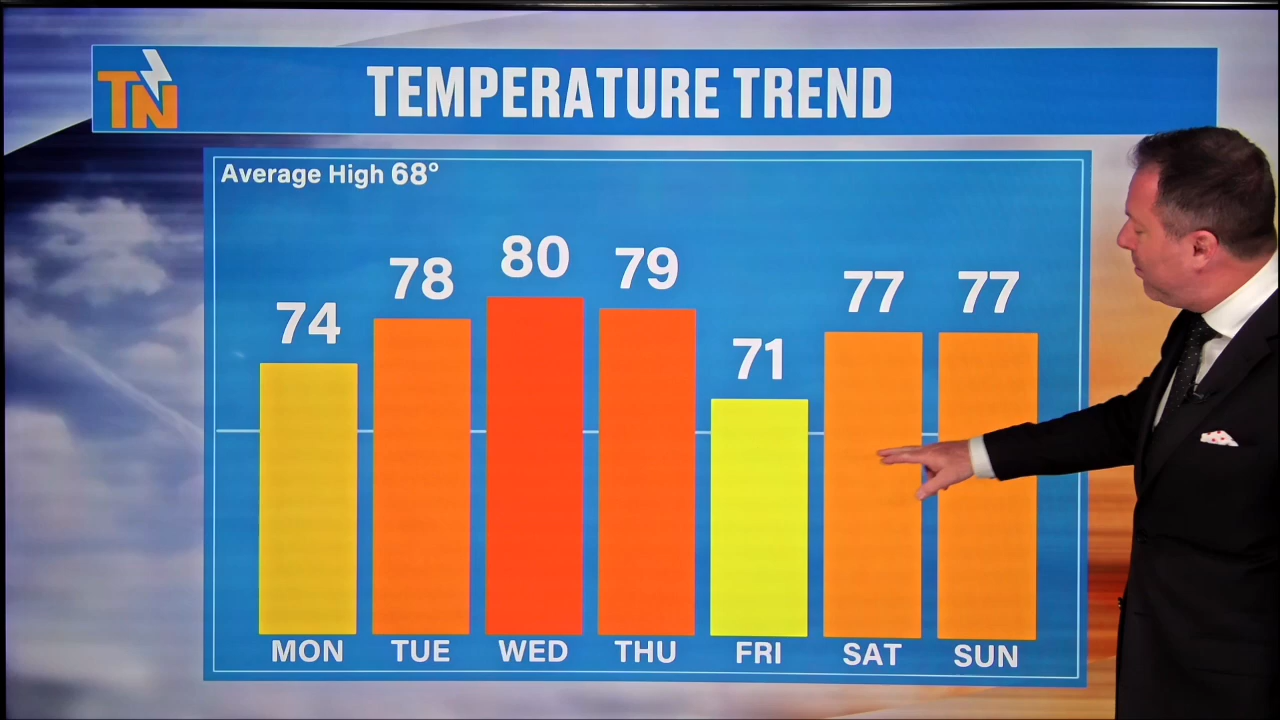 TN
TEMPERATURE TREND
Average High 68°
74 78 80 79 71 77 77
MON TUE WED THU FRI SAT SUN